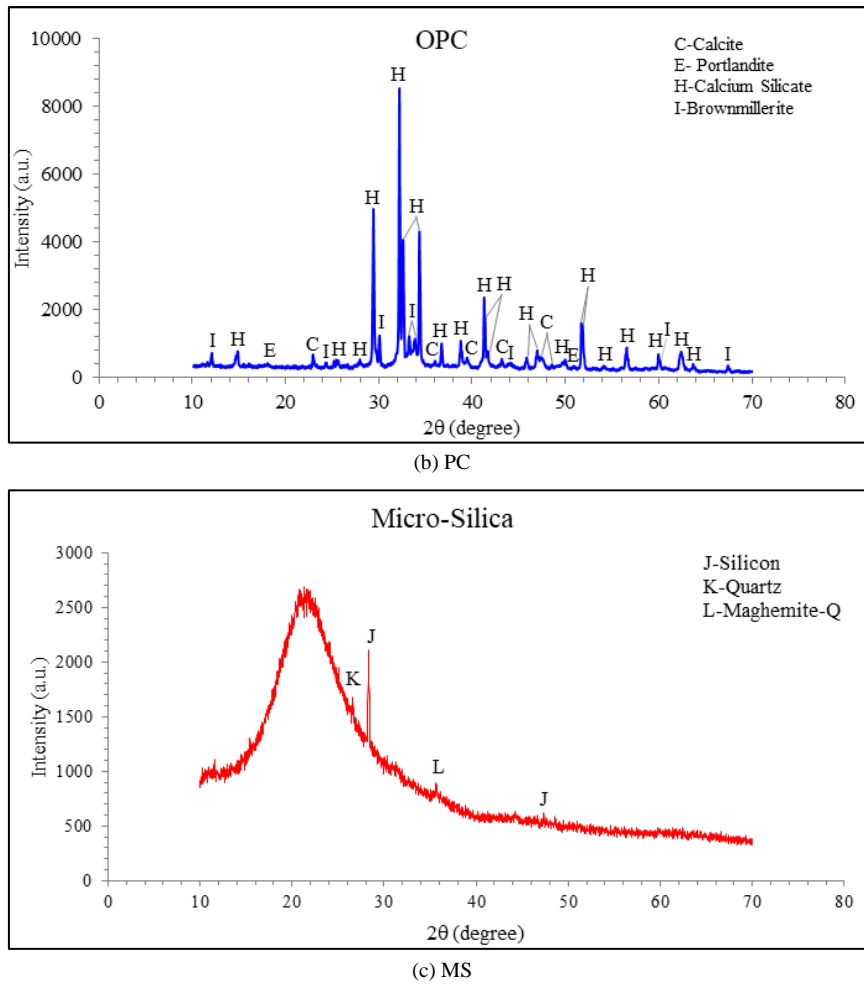 OPC
C-Calcite
E- Portlandite
H-Calcium Silicate
I-Brownmillerite
10000
8000
6000
4000
2000
0
Intensity (a.u.)
H
H
H
I
H
E
C
I
H
H
I
I
C
H
H
C
H
H
C
I
H
C
H
E
H
H
H
H
I
H
H
I
0 10 20 30 40 50 60 70 80
2θ (degree)
(b) PC
Micro-Silica
J-Silicon
K-Quartz
L-Maghemite-Q
3000
2500
2000
1500
1000
500
0
Intensity (a.u.)
K
J
L
J
0 10 20 30 40 50 60 70 80
2θ (degree)
(c) MS